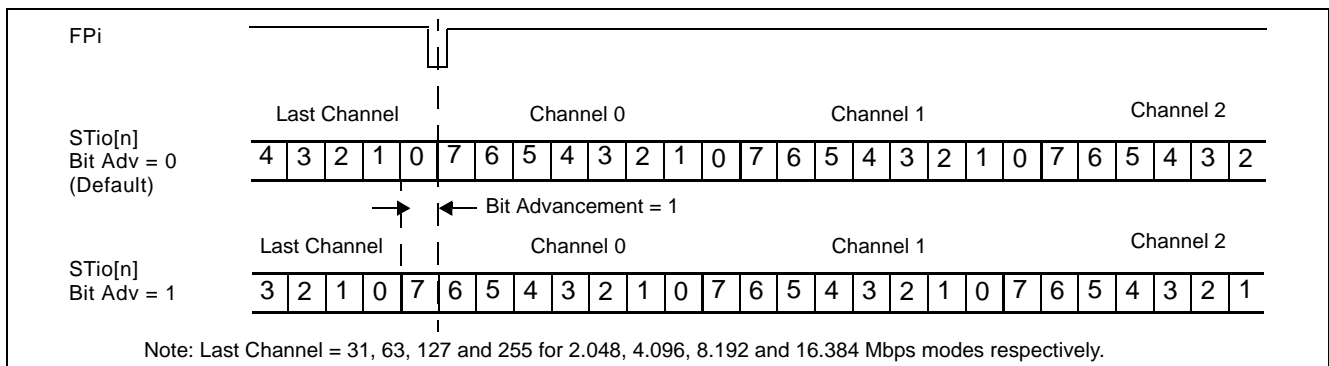 FPi
Last Channel Channel 0 Channel 1 Channel 2
STio[n]
Bit Adv = 0
(Default)
4 3 2 1 0 7 6 5 4 3 2 1 0 7 6 5 4 3 2 1 0 7 6 5 4 3 2
Bit Advancement = 1
Last Channel Channel 0 Channel 1 Channel 2
STio[n]
Bit Adv = 1
3 2 1 0 7 6 5 4 3 2 1 0 7 6 5 4 3 2 1 0 7 6 5 4 3 2 1
Note: Last Channel = 31, 63, 127 and 255 for 2.048, 4.096, 8.192 and 16.384 Mbps modes respectively.